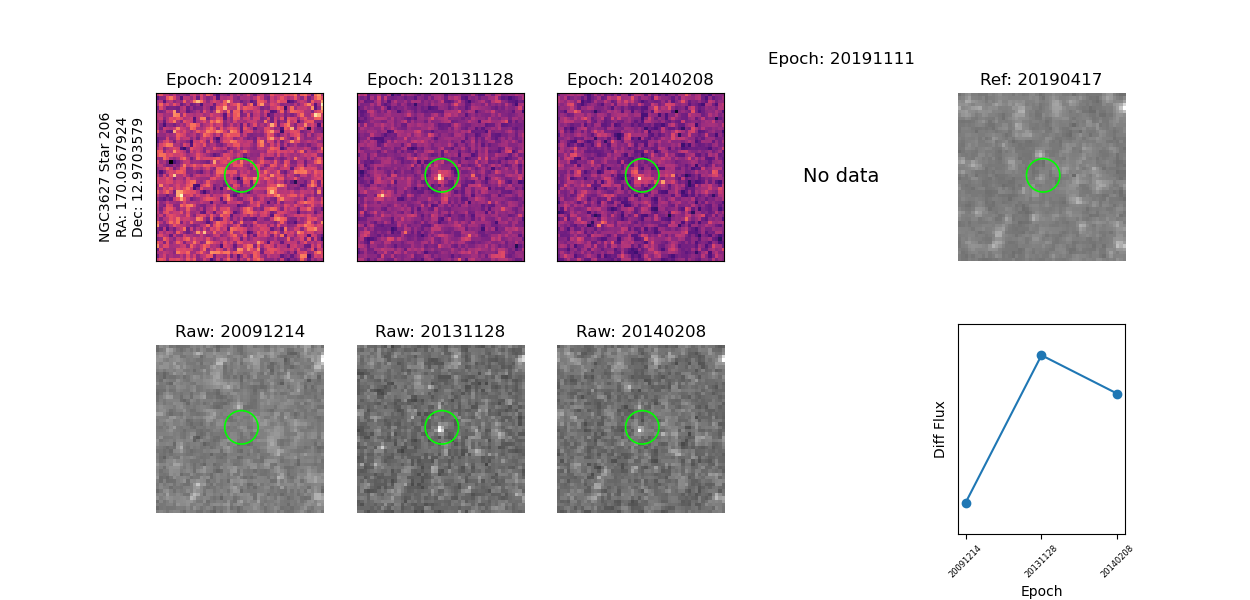 Epoch: 20191111
Epoch: 20091214
Epoch: 20131128
Epoch: 20140208
Ref: 20190417
NGC3627 Star 206
RA: 170.0367924
Dec: 12.9703579
No data
Raw: 20091214
Raw: 20131128
Raw: 20140208
Diff Flux
20091214
20131128
20140208
Epoch